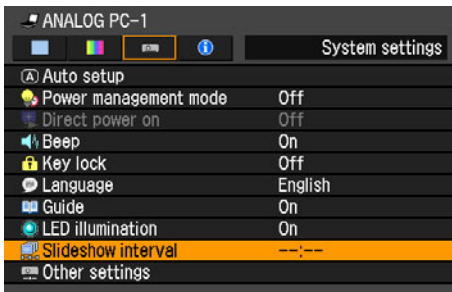 ANALOG PC-1
System settings
Auto setup
Power management mode Off
Direct power on Off
Beep On
Key lock Off
Language English
Guide On
LED illumination On
Slideshow interval --:--
Other settings